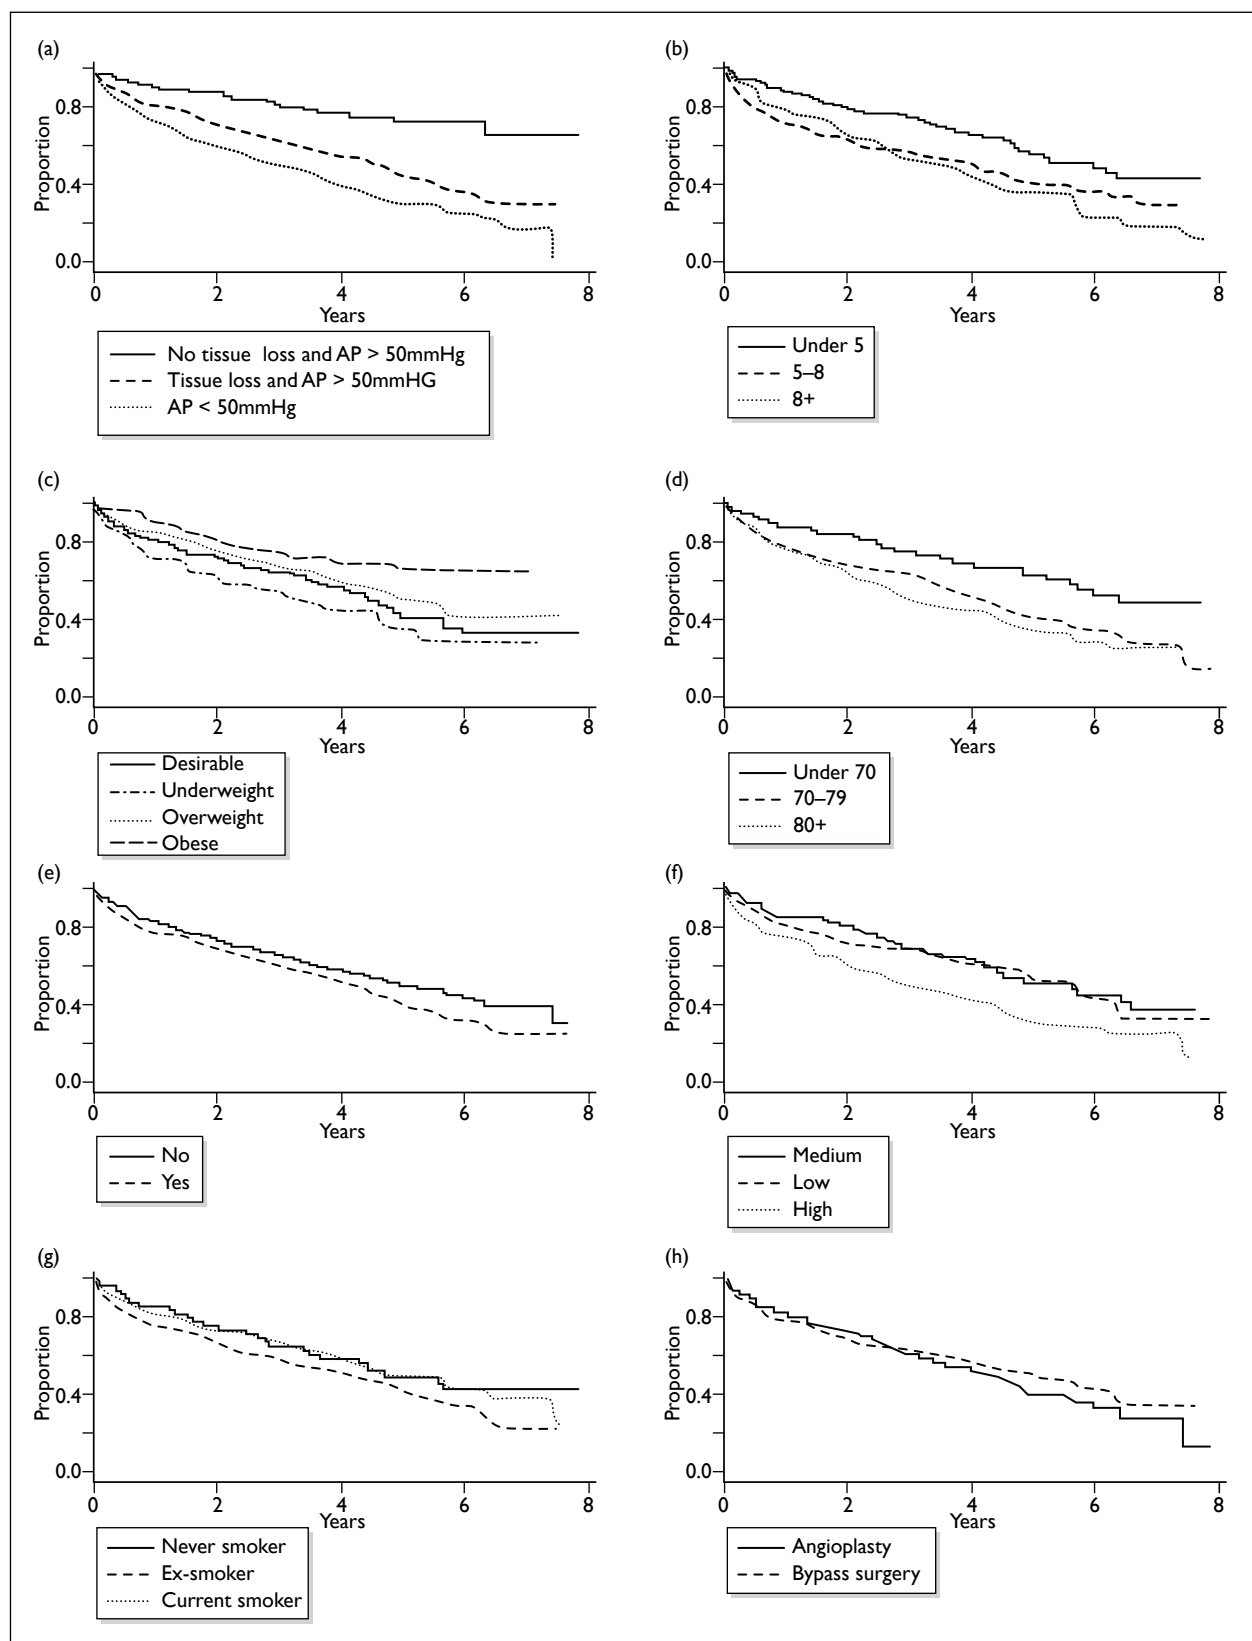 (a)
Proportion
0.8
0.4
0.0
0 2 4 6 8
Years
No tissue loss and AP > 50mmHg
Tissue loss and AP > 50mmHG
AP < 50mmHg
(b)
Proportion
0.8
0.4
0.0
0 2 4 6 8
Years
Under 5
5–8
8+
(c)
Proportion
0.8
0.4
0.0
0 2 4 6 8
Years
Desirable
Underweight
Overweight
Obese
(d)
Proportion
0.8
0.4
0.0
0 2 4 6 8
Years
Under 70
70–79
80+
(e)
Proportion
0.8
0.4
0.0
0 2 4 6 8
Years
No
Yes
(f)
Proportion
0.8
0.4
0.0
0 2 4 6 8
Years
Medium
Low
High
(g)
Proportion
0.8
0.4
0.0
0 2 4 6 8
Years
Never smoker
Ex-smoker
Current smoker
(h)
Proportion
0.8
0.4
0.0
0 2 4 6 8
Years
Angioplasty
Bypass surgery